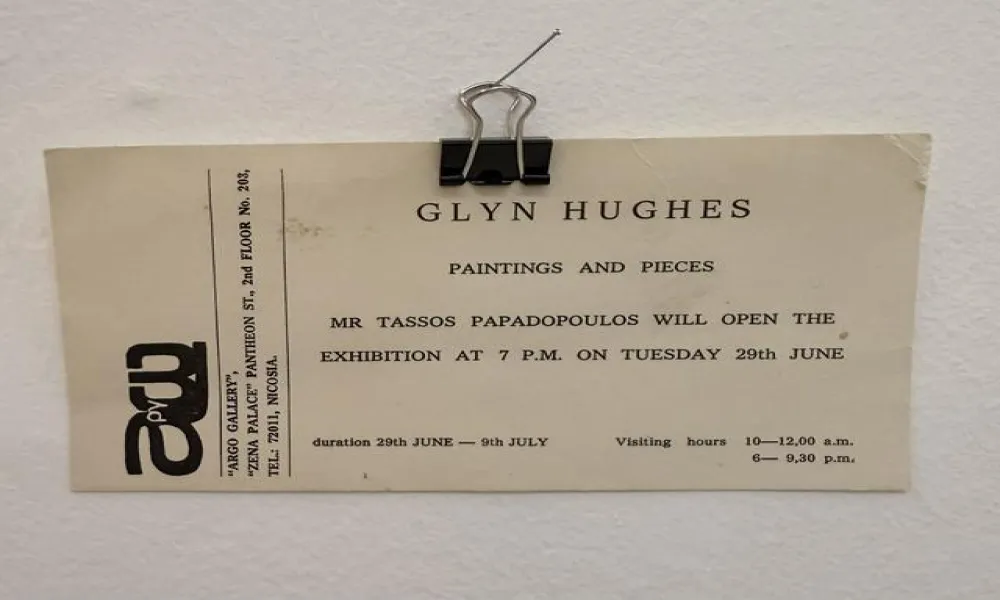 GLYN HUGHES
PAINTINGS AND PIECES
MR TASSOS PAPADOPOULOS WILL OPEN THE
EXHIBITION AT 7 P.M. ON TUESDAY 29th JUNE
duration 29th JUNE — 9th JULY
Visiting hours 10—12,00 a.m.
6— 9,30 p.m.
"ARGO GALLERY",
"ZENA PALACE" PANTHEON ST., 2nd FLOOR No. 203,
TEL.: 72011, NICOSIA.